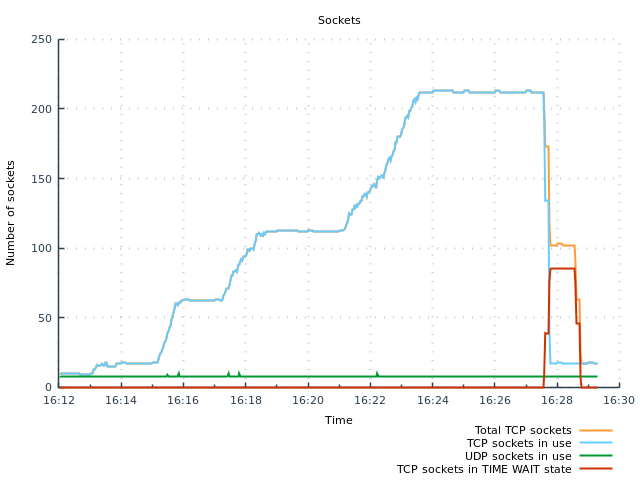 Sockets
250
200
150
100
50
0
Number of sockets
16:12 16:14 16:16 16:18 16:20 16:22 16:24 16:26 16:28 16:30
Time
Total TCP sockets
TCP sockets in use
UDP sockets in use
TCP sockets in TIME WAIT state